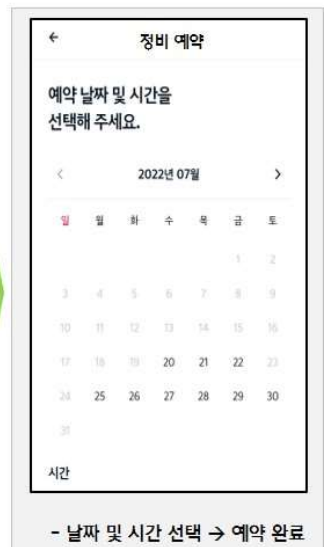 ←
정비 예약
예약 날짜 및 시간을
선택해 주세요.
< 2022년 07월 >
일 월 화 수 목 금 토
1 2
3 4 5 6 7 8 9
10 11 12 13 14 15 16
17 18 19 20 21 22 23
24 25 26 27 28 29 30
31
시간
- 날짜 및 시간 선택 → 예약 완료